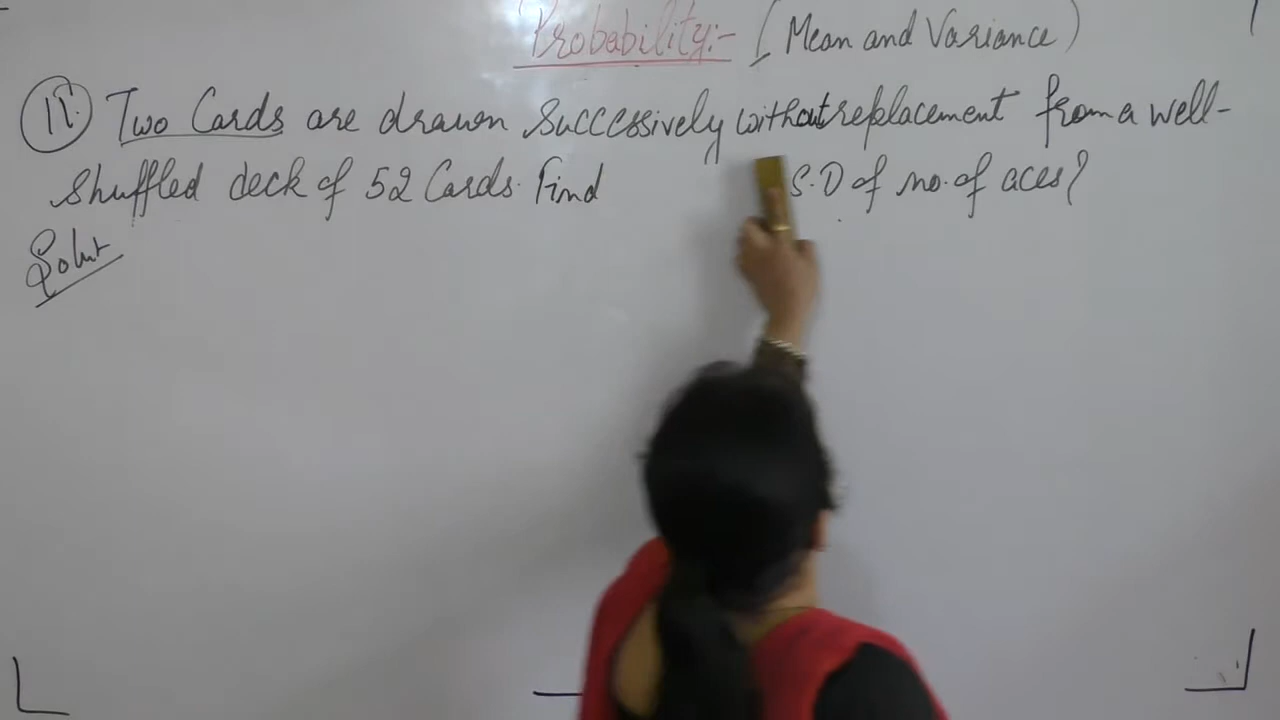 Probability:- (Mean and Variance)
11. Two Cards are drawn successively without replacement from a well-
shuffled deck of 52 Cards. Find S.D of no. of aces?
Solut